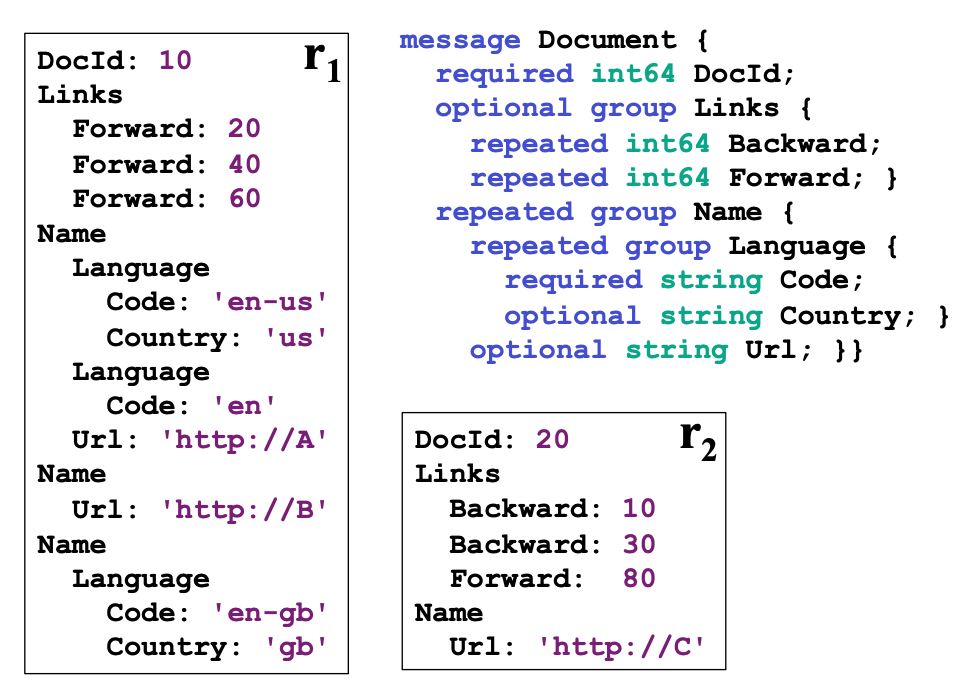 DocId: 10 r1
Links
Forward: 20
Forward: 40
Forward: 60
Name
Language
Code: 'en-us'
Country: 'us'
Language
Code: 'en'
Url: 'http://A'
Name
Url: 'http://B'
Name
Language
Code: 'en-gb'
Country: 'gb'
message Document {
required int64 DocId;
optional group Links {
repeated int64 Backward;
repeated int64 Forward; }
repeated group Name {
repeated group Language {
required string Code;
optional string Country; }
optional string Url; }}
DocId: 20 r2
Links
Backward: 10
Backward: 30
Forward: 80
Name
Url: 'http://C'